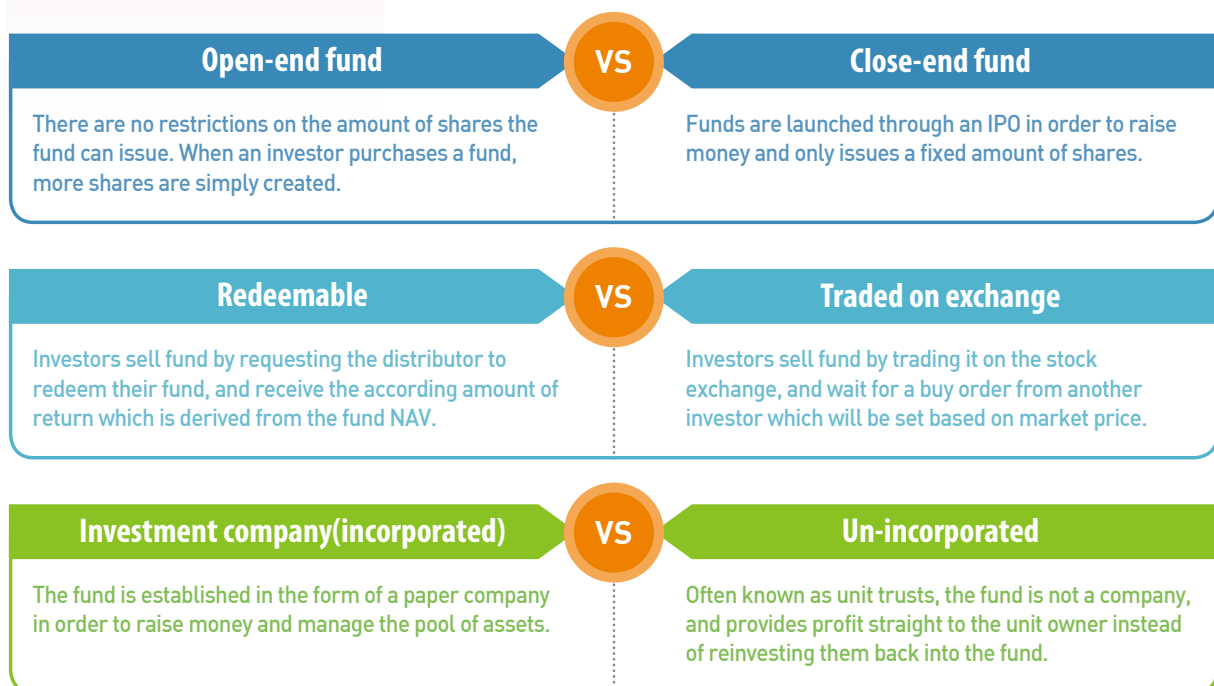 Open-end fund
VS
Close-end fund
There are no restrictions on the amount of shares the
fund can issue. When an investor purchases a fund,
more shares are simply created.
Funds are launched through an IPO in order to raise
money and only issues a fixed amount of shares.
Redeemable
VS
Traded on exchange
Investors sell fund by requesting the distributor to
redeem their fund, and receive the according amount of
return which is derived from the fund NAV.
Investors sell fund by trading it on the stock
exchange, and wait for a buy order from another
investor which will be set based on market price.
Investment company(incorporated)
VS
Un-incorporated
The fund is established in the form of a paper company
in order to raise money and manage the pool of assets.
Often known as unit trusts, the fund is not a company,
and provides profit straight to the unit owner instead
of reinvesting them back into the fund.